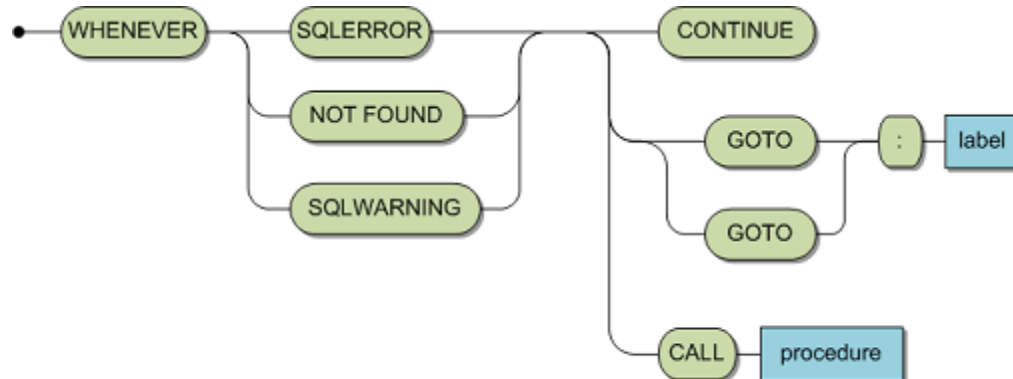 WHENEVER SQLERROR CONTINUE
NOT FOUND
GOTO : label
SQLWARNING
GOTO
CALL procedure